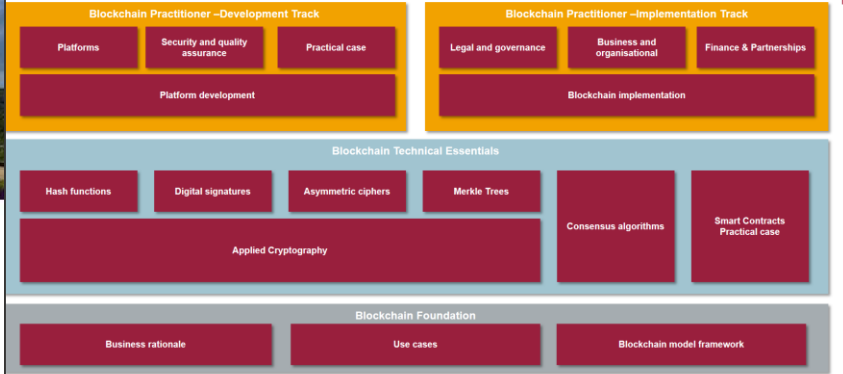 Blockchain Practitioner –Development Track
Platforms
Security and quality
assurance
Practical case
Platform development
Blockchain Practitioner –Implementation Track
Legal and governance
Business and
organisational
Finance & Partnerships
Blockchain implementation
Blockchain Technical Essentials
Hash functions
Digital signatures
Asymmetric ciphers
Merkle Trees
Applied Cryptography
Consensus algorithms
Smart Contracts
Practical case
Blockchain Foundation
Business rationale
Use cases
Blockchain model framework